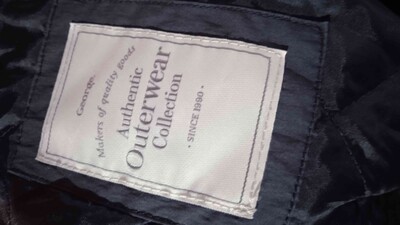 George.
Makers of quality goods
Authentic
Outerwear
Collection
· SINCE 1990 ·